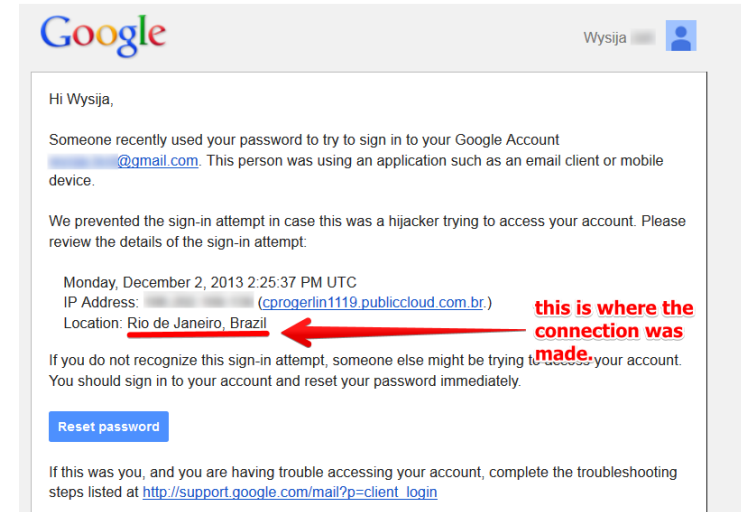 Google
Wysija
Hi Wysija,
Someone recently used your password to try to sign in to your Google Account
@gmail.com. This person was using an application such as an email client or mobile
device.
We prevented the sign-in attempt in case this was a hijacker trying to access your account. Please
review the details of the sign-in attempt:
Monday, December 2, 2013 2:25:37 PM UTC
IP Address: (cprogerlin1119.publiccloud.com.br.)
Location: Rio de Janeiro, Brazil
this is where the
connection was
made.
If you do not recognize this sign-in attempt, someone else might be trying to access your account.
You should sign in to your account and reset your password immediately.
Reset password
If this was you, and you are having trouble accessing your account, complete the troubleshooting
steps listed at http://support.google.com/mail?p=client_login